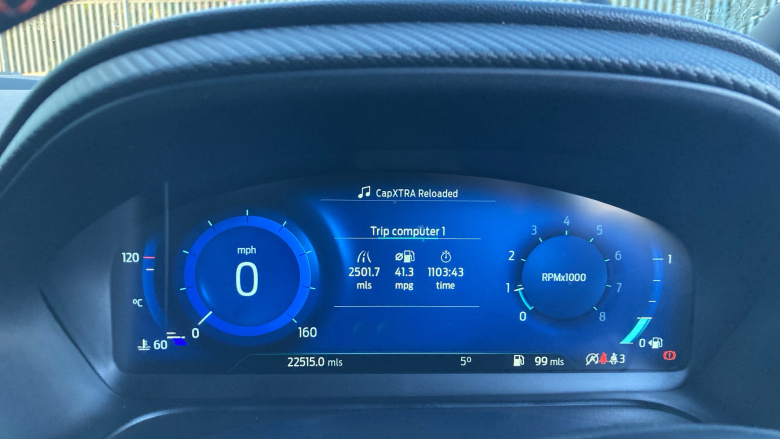 CapXTRA Reloaded
Trip computer 1
2501.7 41.3 1103:43
mls mpg time
120
°C
60
mph
0
0 160
0 1 2 3 4 5 6 7 8
RPMx1000
1
0
22515.0 mls 5° 99 mls